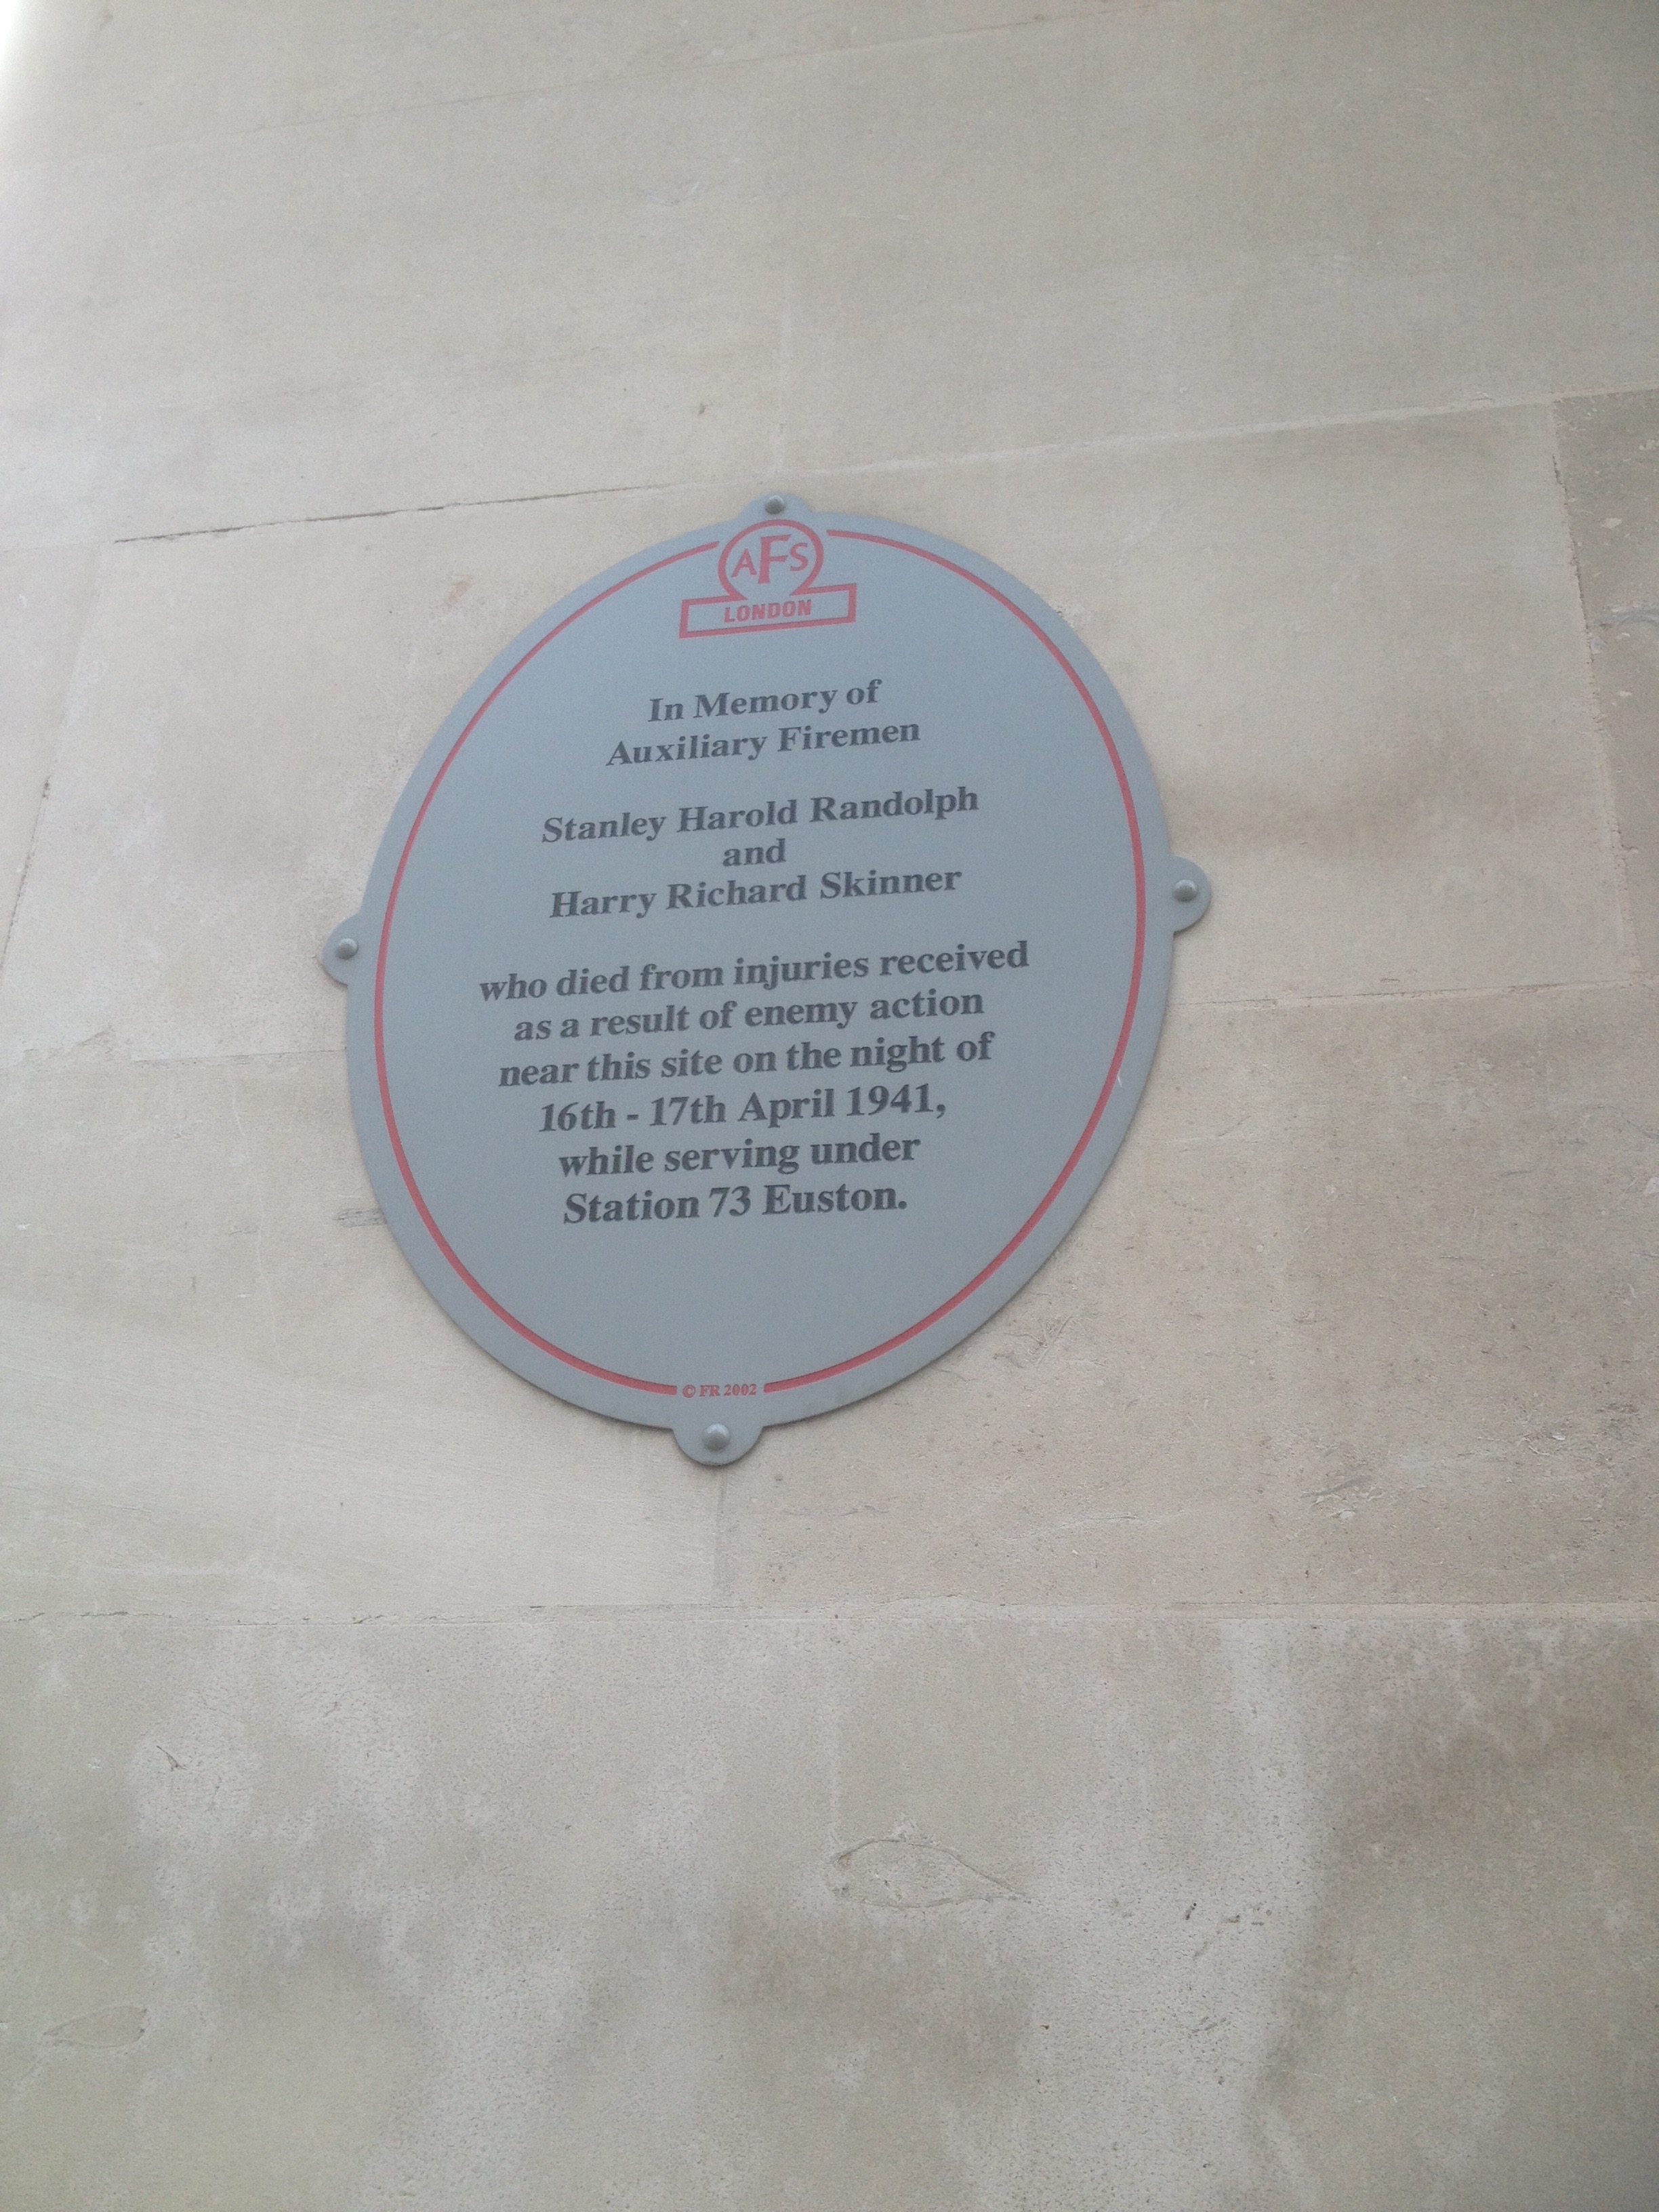 AFS
LONDON
In Memory of
Auxiliary Firemen
Stanley Harold Randolph
and
Harry Richard Skinner
who died from injuries received
as a result of enemy action
near this site on the night of
16th - 17th April 1941,
while serving under
Station 73 Euston.
© FR 2002